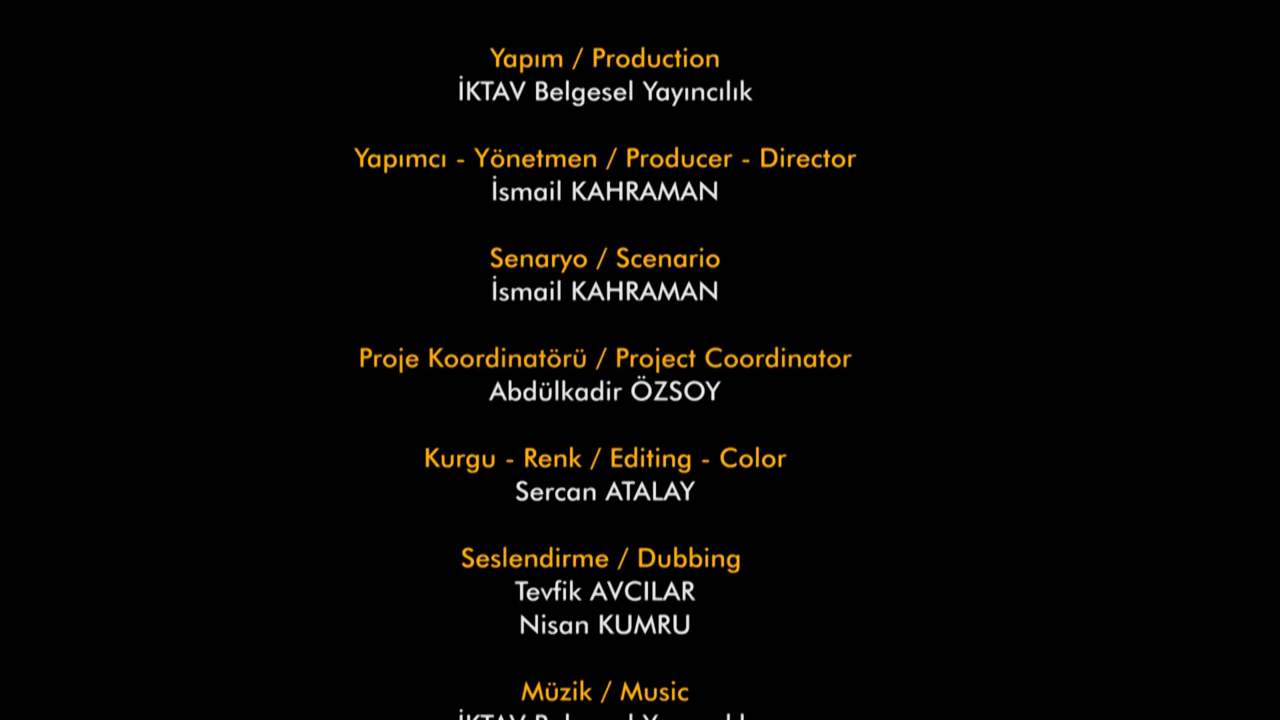 Yapım / Production
İKTAV Belgesel Yayıncılık
Yapımcı - Yönetmen / Producer - Director
İsmail KAHRAMAN
Senaryo / Scenario
İsmail KAHRAMAN
Proje Koordinatörü / Project Coordinator
Abdülkadir ÖZSOY
Kurgu - Renk / Editing - Color
Sercan ATALAY
Seslendirme / Dubbing
Tevfik AVCILAR
Nisan KUMRU
Müzik / Music